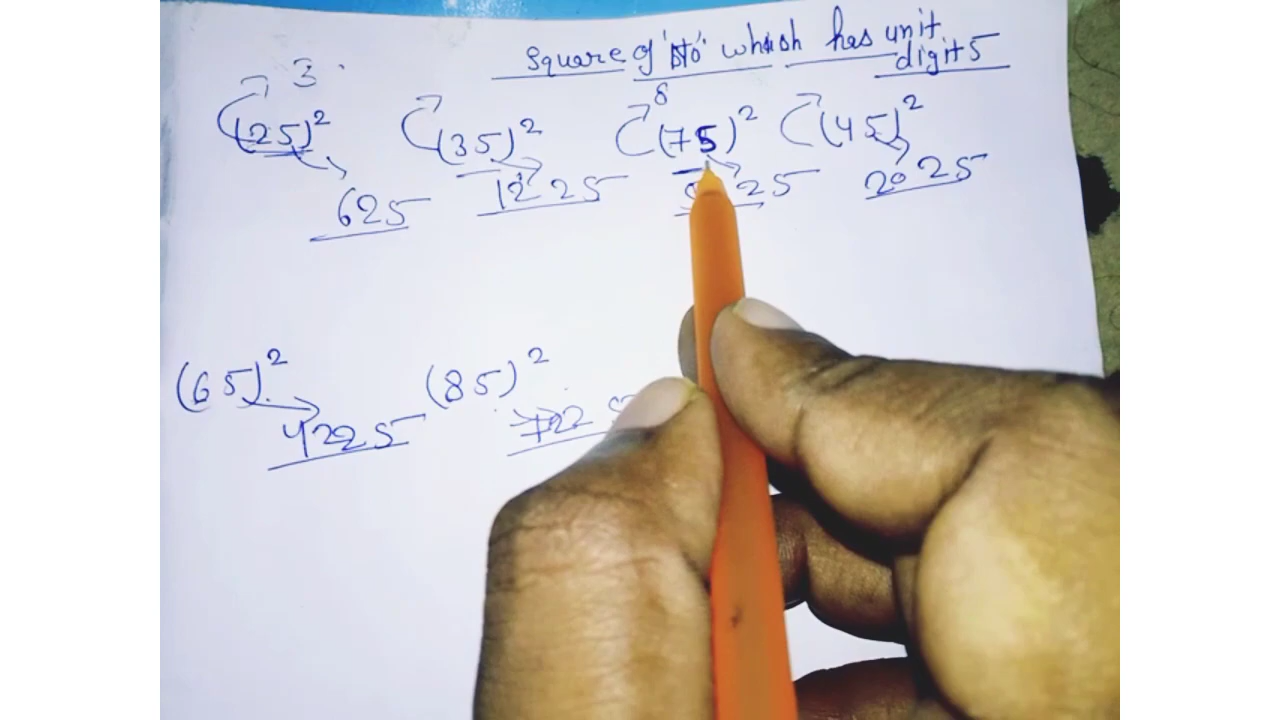 Square of 'No' which has unit
digit 5
3
8
(25)² (35)² (75)² (45)²
625 1225 25 2025
(65)² (85)²
4225 722